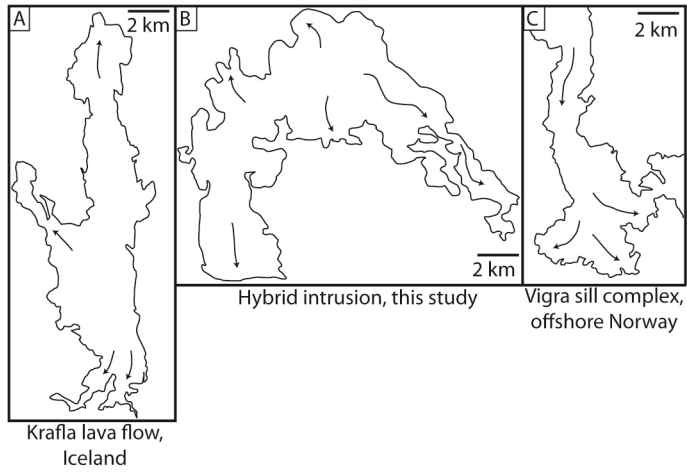 A
2 km
B
2 km
C
2 km
Krafla lava flow,
Iceland
Hybrid intrusion, this study
Vigra sill complex,
offshore Norway